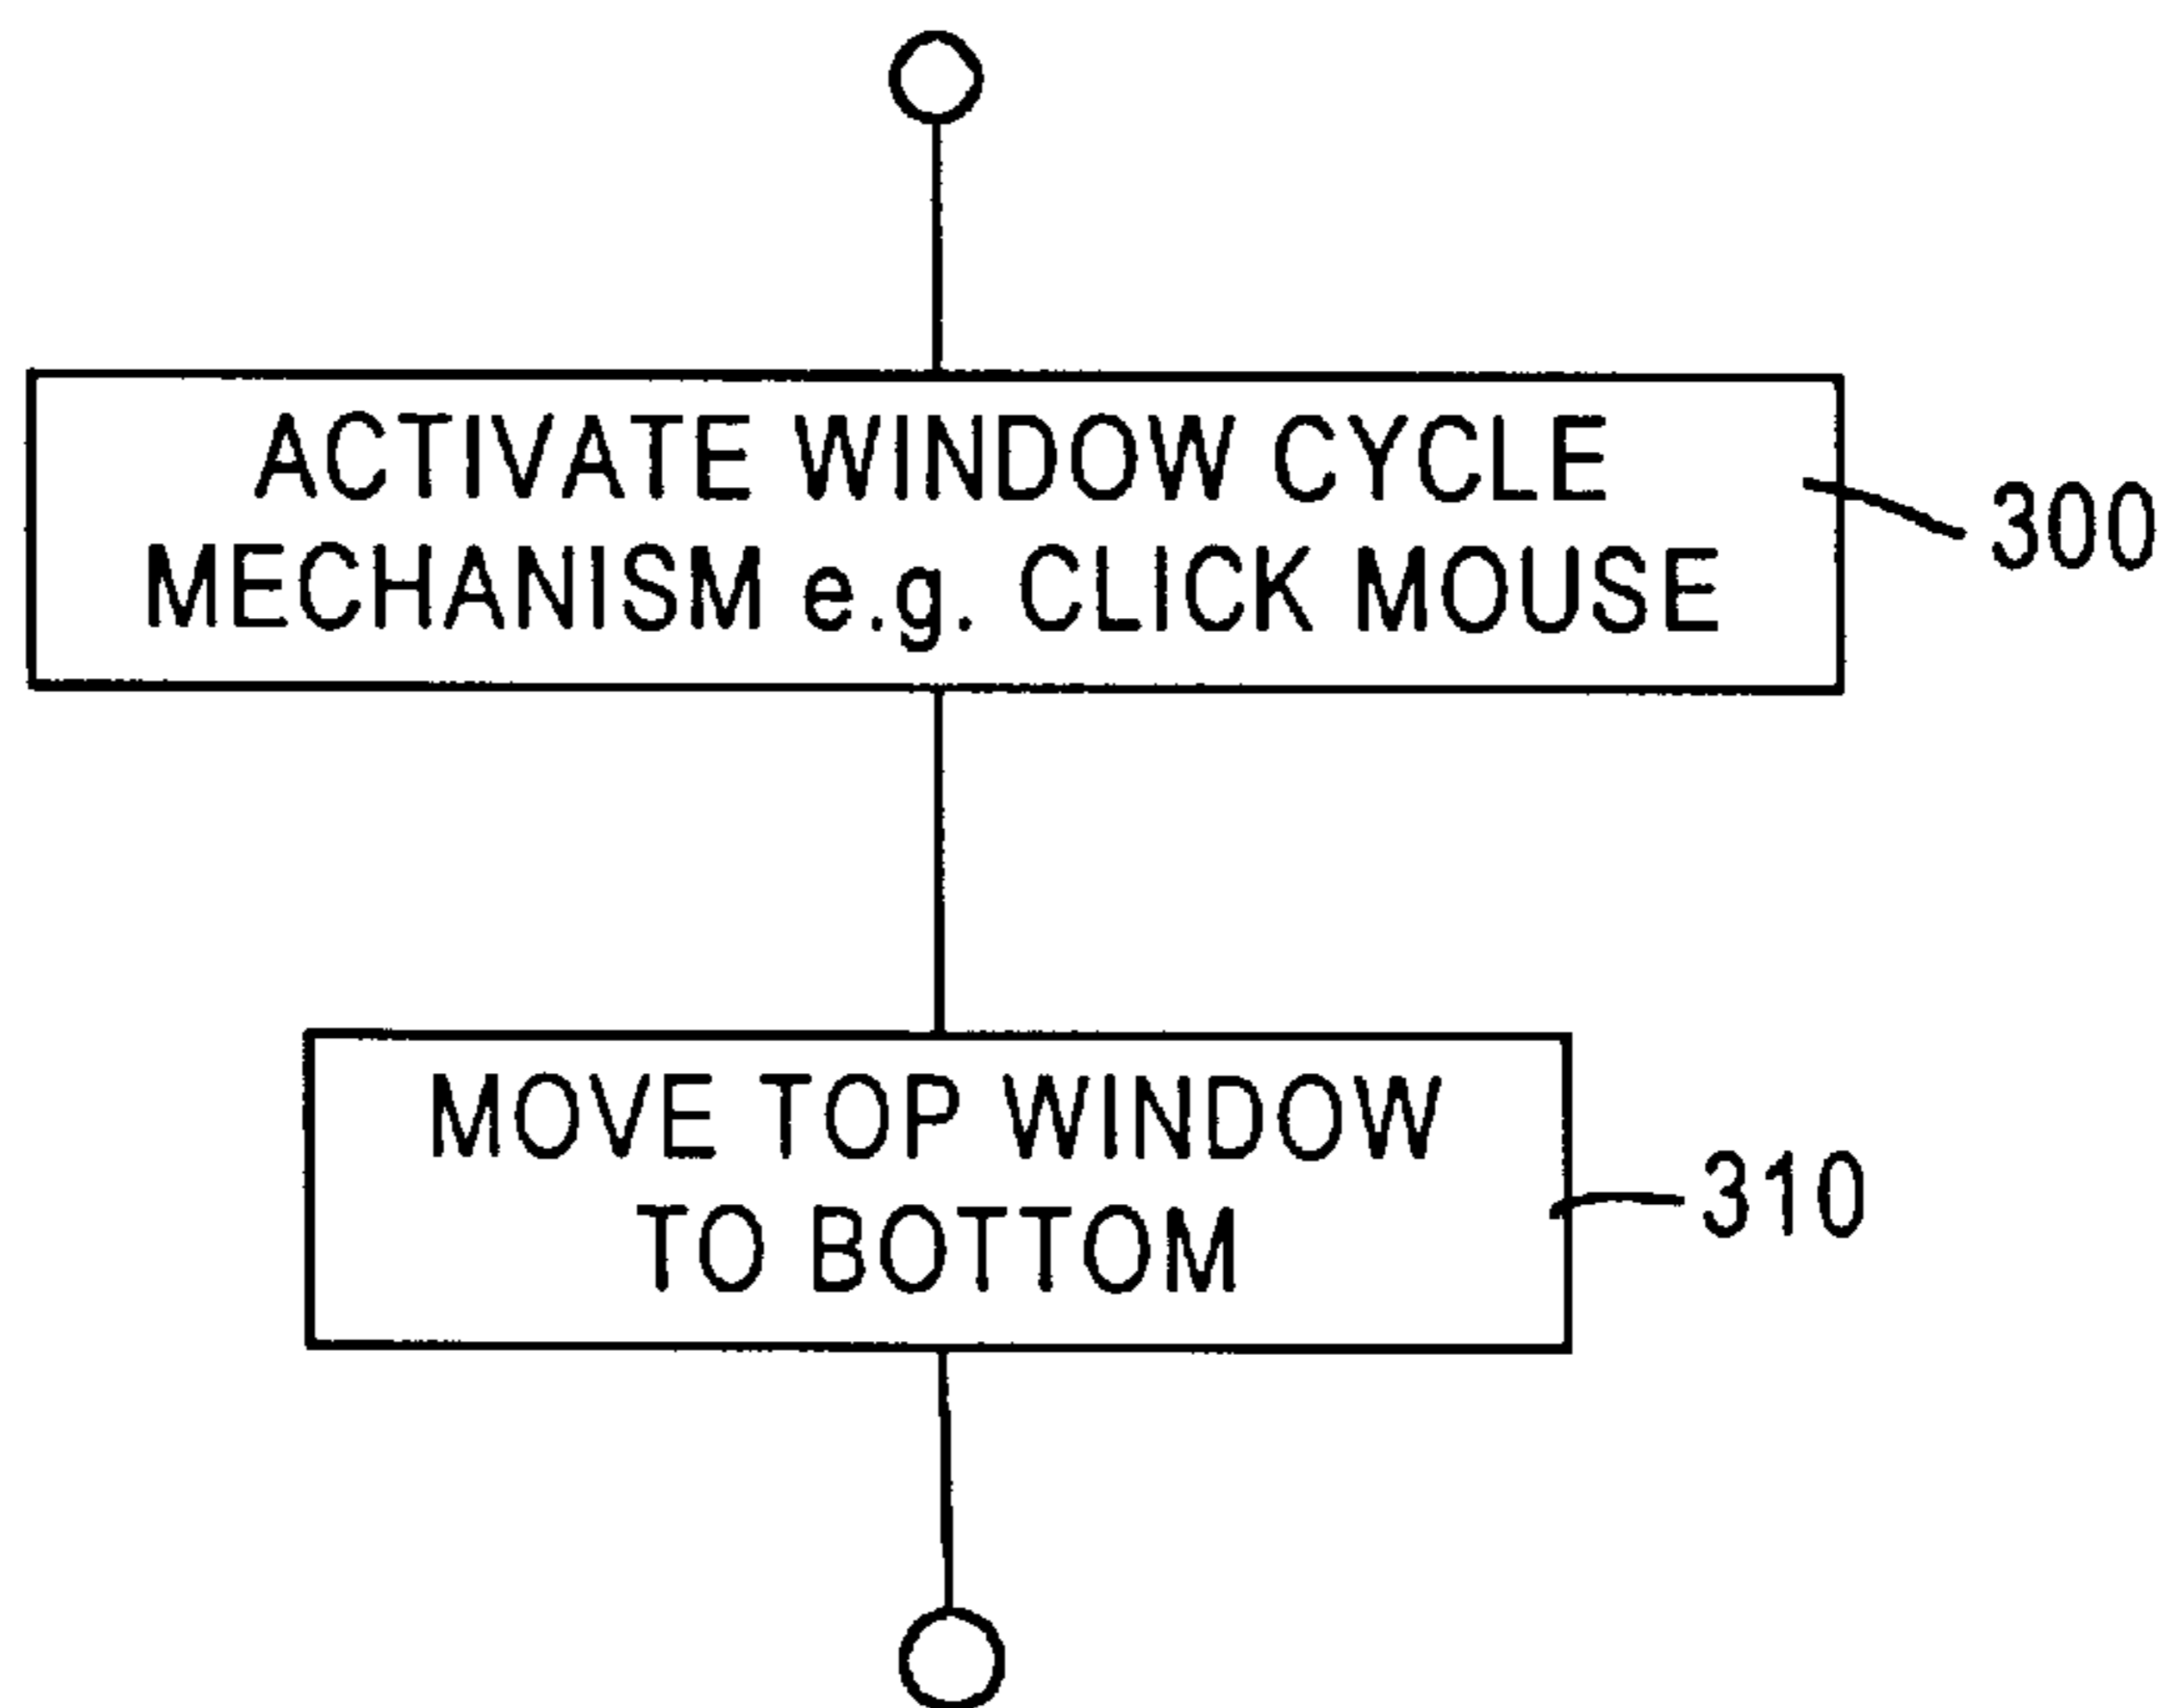 ACTIVATE WINDOW CYCLE
MECHANISM e.g. CLICK MOUSE
300
MOVE TOP WINDOW
TO BOTTOM
310